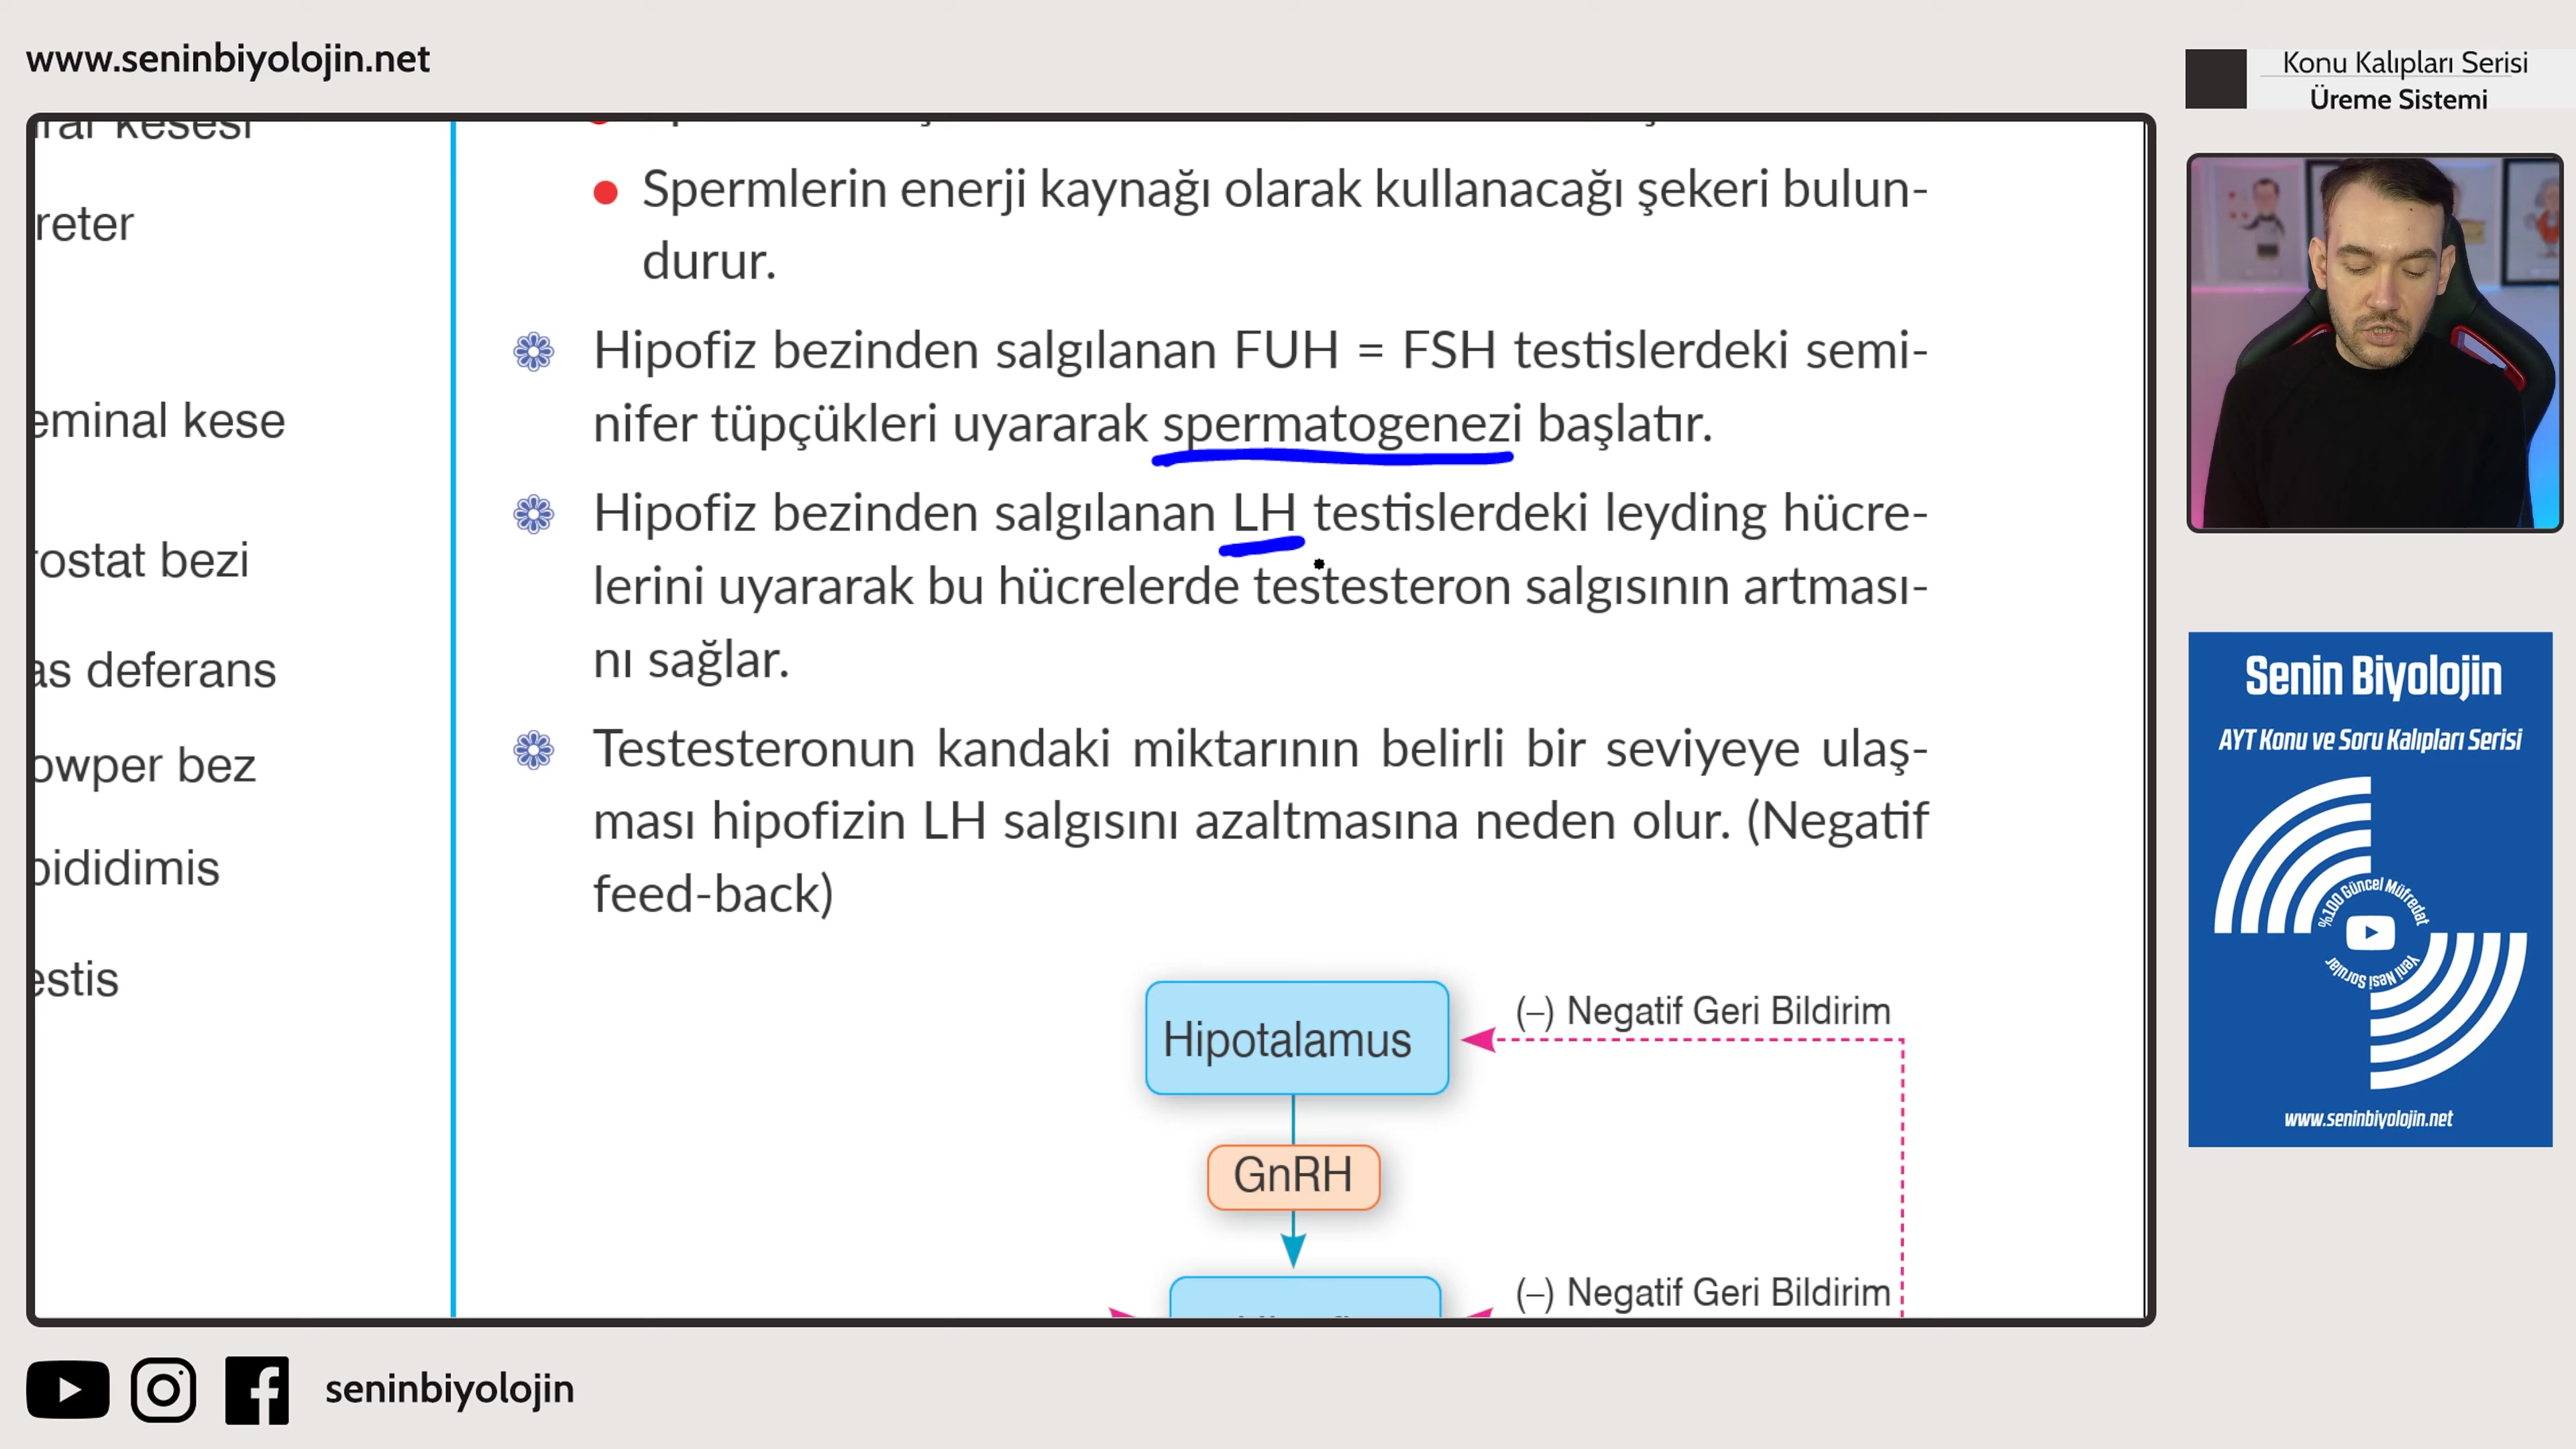 www.seninbiyolojin.net
Konu Kalıpları Serisi
Üreme Sistemi
kesesi
reter
eminal kese
rostat bezi
as deferans
owper bez
pididimis
estis
Spermlerin enerji kaynağı olarak kullanacağı şekeri bulun-
durur.
Hipofiz bezinden salgılanan FUH = FSH testislerdeki semi-
nifer tüpçükleri uyararak spermatogenezi başlatır.
Hipofiz bezinden salgılanan LH testislerdeki leyding hücre-
lerini uyararak bu hücrelerde testesteron salgısının artması-
nı sağlar.
Testesteronun kandaki miktarının belirli bir seviyeye ulaş-
ması hipofizin LH salgısını azaltmasına neden olur. (Negatif
feed-back)
Hipotalamus
(–) Negatif Geri Bildirim
GnRH
(–) Negatif Geri Bildirim
Senin Biyolojin
AYT Konu ve Soru Kalıpları Serisi
%100 Güncel Müfredat
Yeni Nesi Sorular
www.seninbiyolojin.net
seninbiyolojin